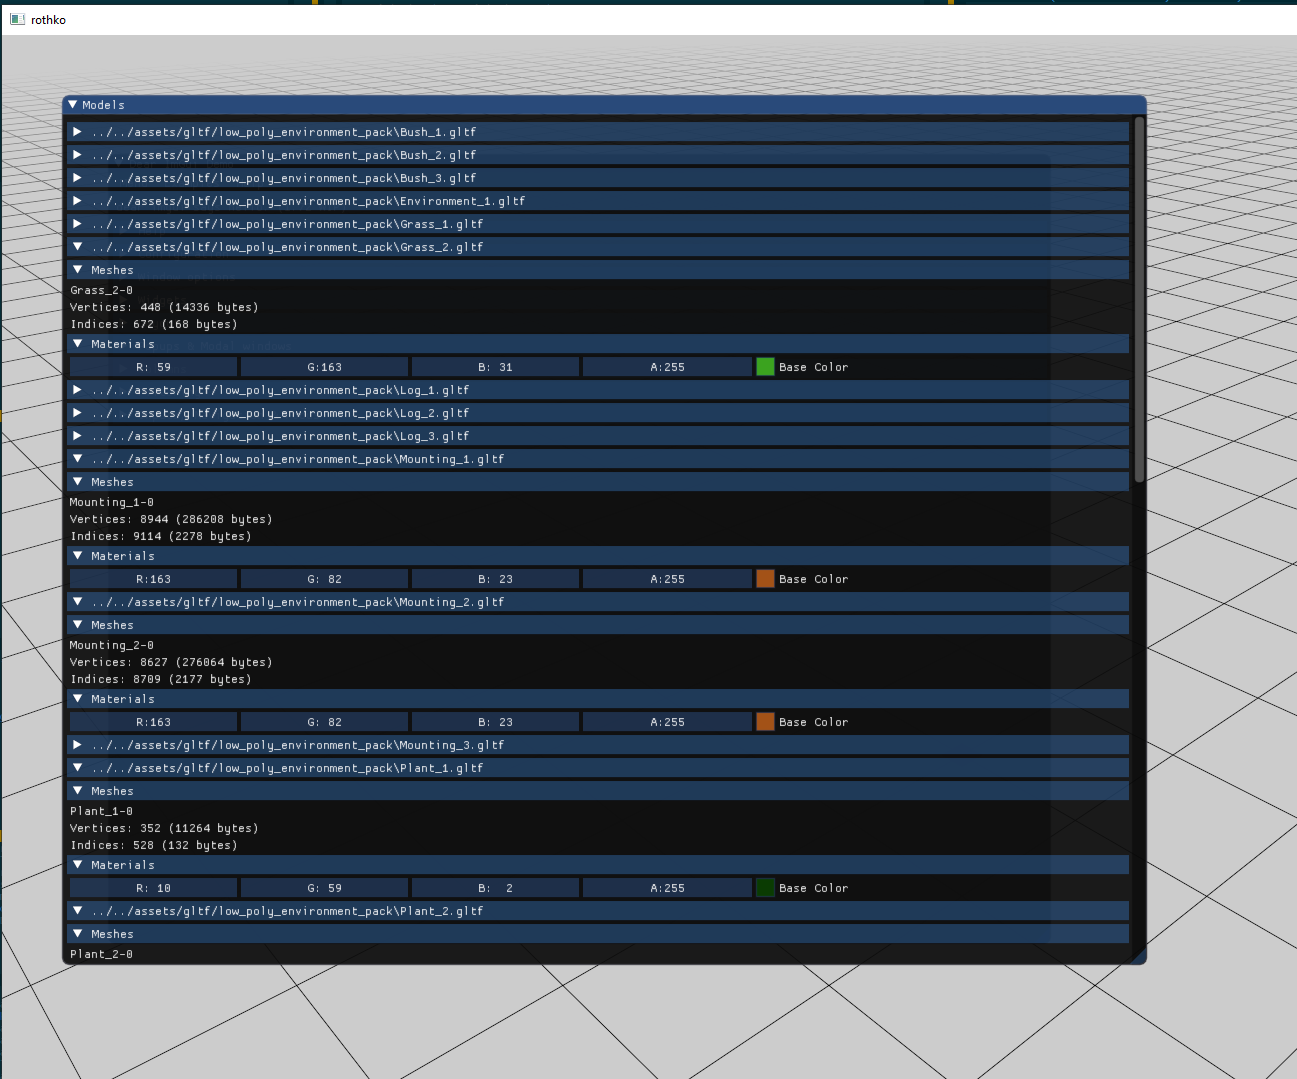 rothko
Models
../../assets/gltf/low_poly_environment_pack\Bush_1.gltf
../../assets/gltf/low_poly_environment_pack\Bush_2.gltf
../../assets/gltf/low_poly_environment_pack\Bush_3.gltf
../../assets/gltf/low_poly_environment_pack\Environment_1.gltf
../../assets/gltf/low_poly_environment_pack\Grass_1.gltf
../../assets/gltf/low_poly_environment_pack\Grass_2.gltf
Meshes
Grass_2-0
Vertices: 448 (14336 bytes)
Indices: 672 (168 bytes)
Materials
R: 59 G:163 B: 31 A:255 Base Color
../../assets/gltf/low_poly_environment_pack\Log_1.gltf
../../assets/gltf/low_poly_environment_pack\Log_2.gltf
../../assets/gltf/low_poly_environment_pack\Log_3.gltf
../../assets/gltf/low_poly_environment_pack\Mounting_1.gltf
Meshes
Mounting_1-0
Vertices: 8944 (286208 bytes)
Indices: 9114 (2278 bytes)
Materials
R:163 G: 82 B: 23 A:255 Base Color
../../assets/gltf/low_poly_environment_pack\Mounting_2.gltf
Meshes
Mounting_2-0
Vertices: 8627 (276064 bytes)
Indices: 8709 (2177 bytes)
Materials
R:163 G: 82 B: 23 A:255 Base Color
../../assets/gltf/low_poly_environment_pack\Mounting_3.gltf
../../assets/gltf/low_poly_environment_pack\Plant_1.gltf
Meshes
Plant_1-0
Vertices: 352 (11264 bytes)
Indices: 528 (132 bytes)
Materials
R: 10 G: 59 B: 2 A:255 Base Color
../../assets/gltf/low_poly_environment_pack\Plant_2.gltf
Meshes
Plant_2-0